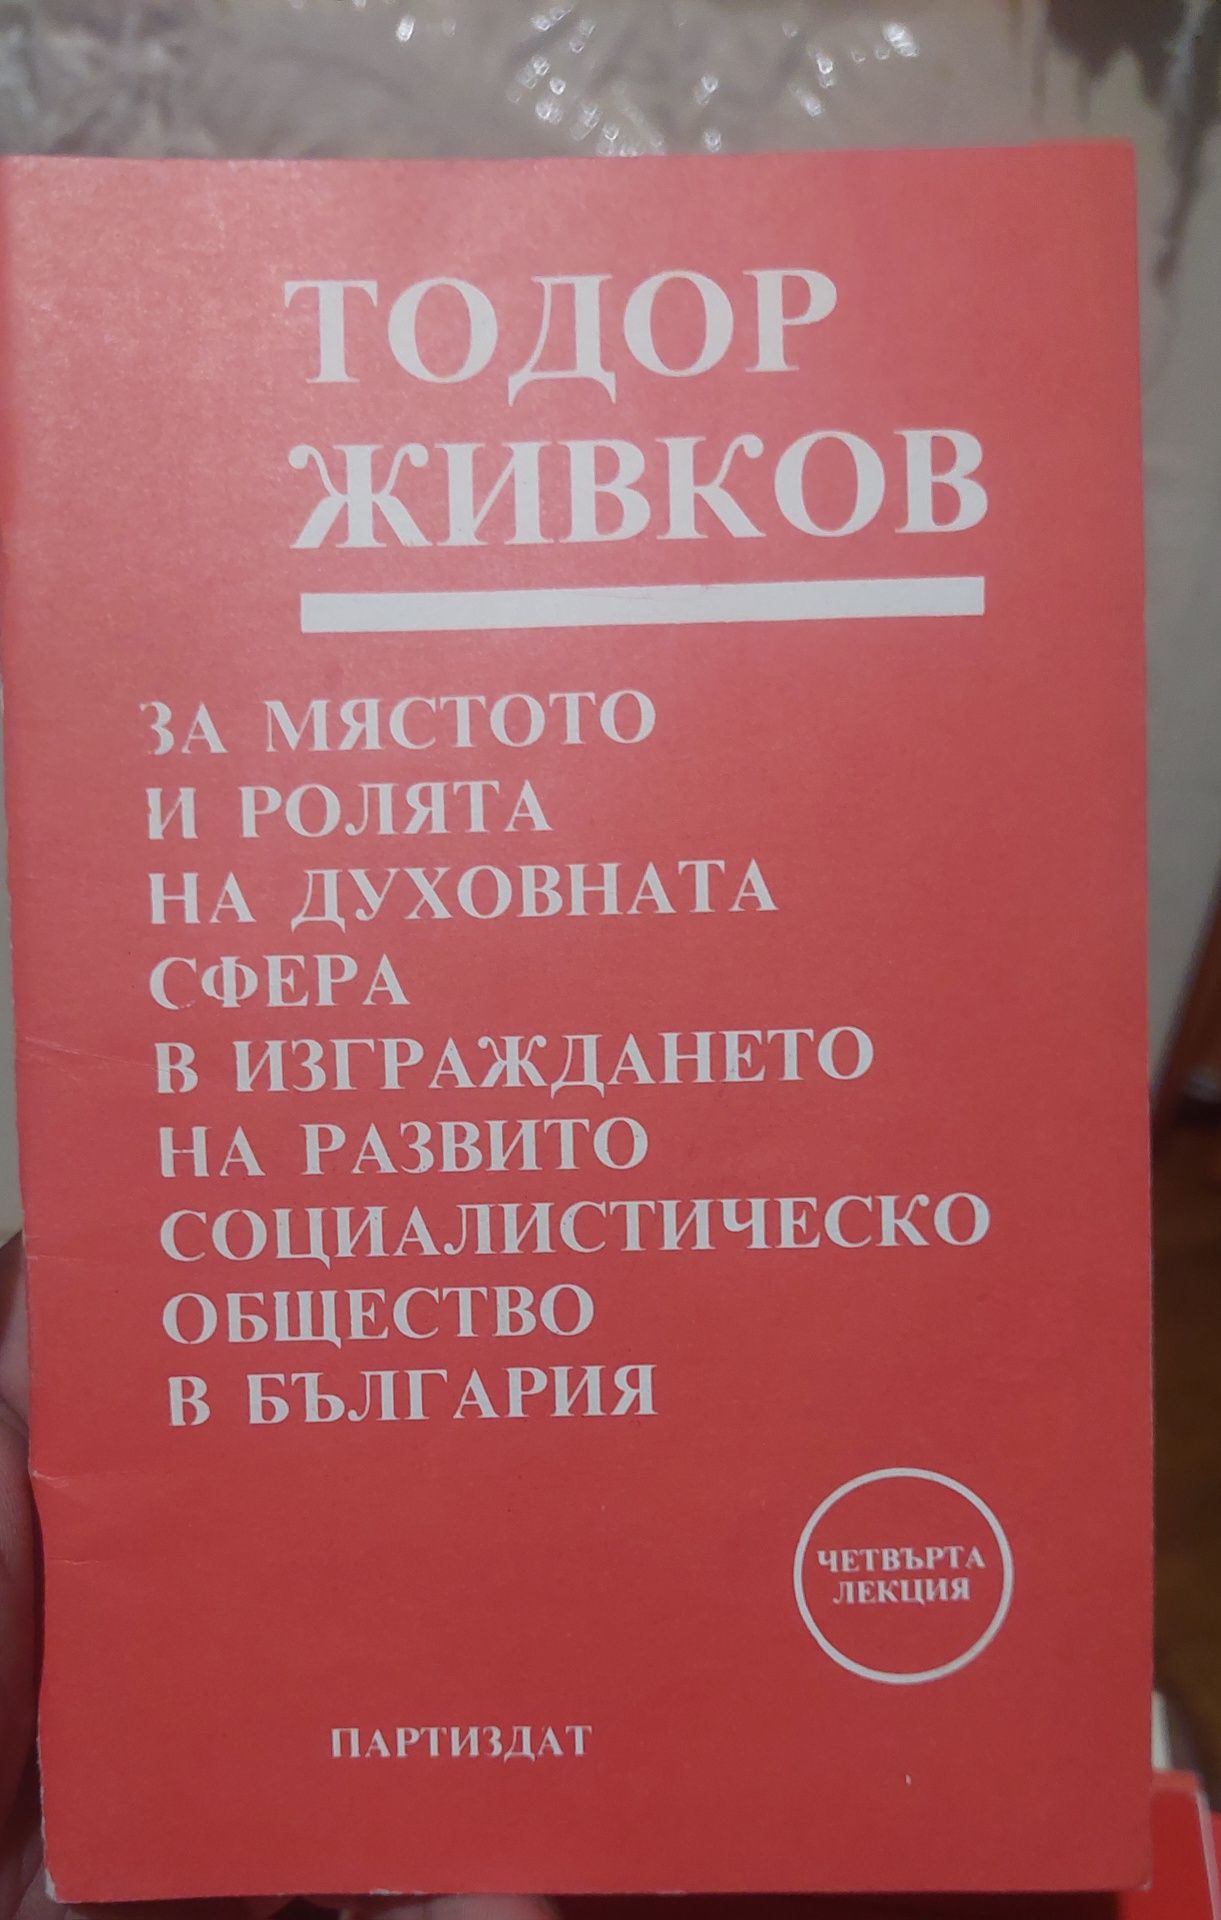 ТОДОР
ЖИВКОВ
ЗА МЯСТОТО
И РОЛЯТА
НА ДУХОВНАТА
СФЕРА
В ИЗГРАЖДАНЕТО
НА РАЗВИТО
СОЦИАЛИСТИЧЕСКО
ОБЩЕСТВО
В БЪЛГАРИЯ
ЧЕТВЪРТА
ЛЕКЦИЯ
ПАРТИЗДАТ